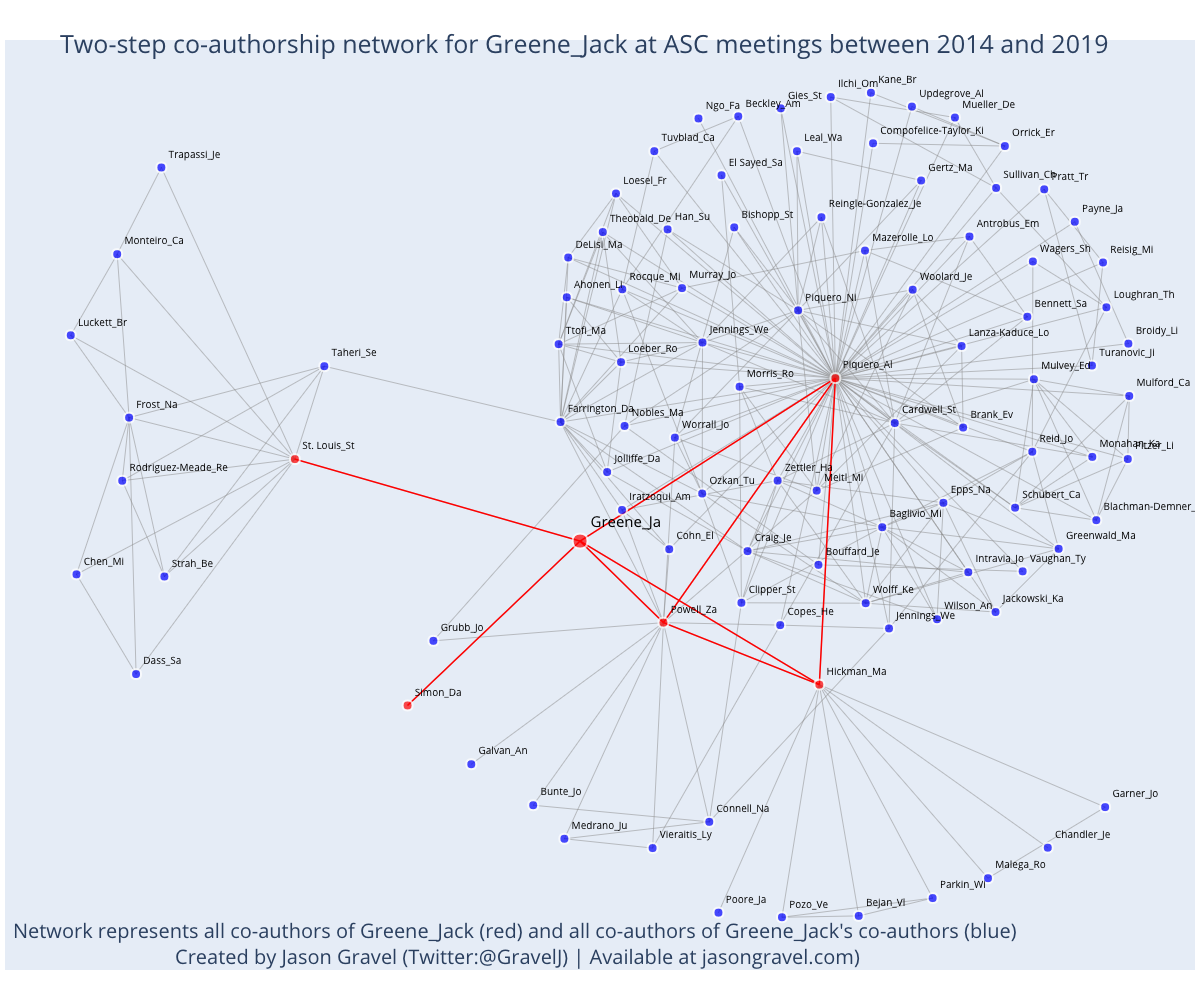 Two-step co-authorship network for Greene_Jack at ASC meetings between 2014 and 2019
Ilchi_Om
Kane_Br
Gies_St
Updegrove_Al
Beckley_Am
Mueller_De
Ngo_Fa
Compofelice-Taylor_Ki
Orrick_Er
Tuvblad_Ca
Leal_Wa
Trapassi_Je
El Sayed_Sa
Gertz_Ma
Sullivan_Ch
Pratt_Tr
Loesel_Fr
Reingle-Gonzalez_Je
Payne_Ja
Theobald_De
Han_Su
Bishopp_St
Antrobus_Em
Monteiro_Ca
DeLisi_Ma
Mazerolle_Lo
Wagers_Sh
Reisig_Mi
Ahonen_Li
Rocque_Mi
Murray_Jo
Woolard_Je
Loughran_Th
Piquero_Ni
Bennett_Sa
Luckett_Br
Ttofi_Ma
Jennings_We
Lanza-Kaduce_Lo
Broidy_Li
Taheri_Se
Loeber_Ro
Piquero_Al
Mulvey_Ed
Turanovic_Ji
Morris_Ro
Mulford_Ca
Frost_Na
Farrington_Da
Nobles_Ma
Cardwell_St
Brank_Ev
Worrall_Jo
St. Louis_St
Reid_Jo
Monahan_Ka
Pitzer_Li
Rodriguez-Meade_Re
Jolliffe_Da
Zettler_Ha
Meitl_Mi
Ozkan_Tu
Iratzoqui_Am
Epps_Na
Schubert_Ca
Blachman-Demner_
Greene_Ja
Baglivio_Mi
Cohn_El
Craig_Je
Greenwald_Ma
Chen_Mi
Strah_Be
Bouffard_Je
Intravia_Jo
Vaughan_Ty
Clipper_St
Wolff_Ke
Wilson_An
Jackowski_Ka
Powell_Za
Copes_He
Jennings_We
Grubb_Jo
Dass_Sa
Hickman_Ma
Simon_Da
Galvan_An
Bunte_Jo
Garner_Jo
Connell_Na
Medrano_Ju
Vieraitis_Ly
Chandler_Je
Malega_Ro
Parkin_Wi
Poore_Ja
Pozo_Ve
Bejan_Vi
Network represents all co-authors of Greene_Jack (red) and all co-authors of Greene_Jack's co-authors (blue)
Created by Jason Gravel (Twitter:@GravelJ) | Available at jasongravel.com)